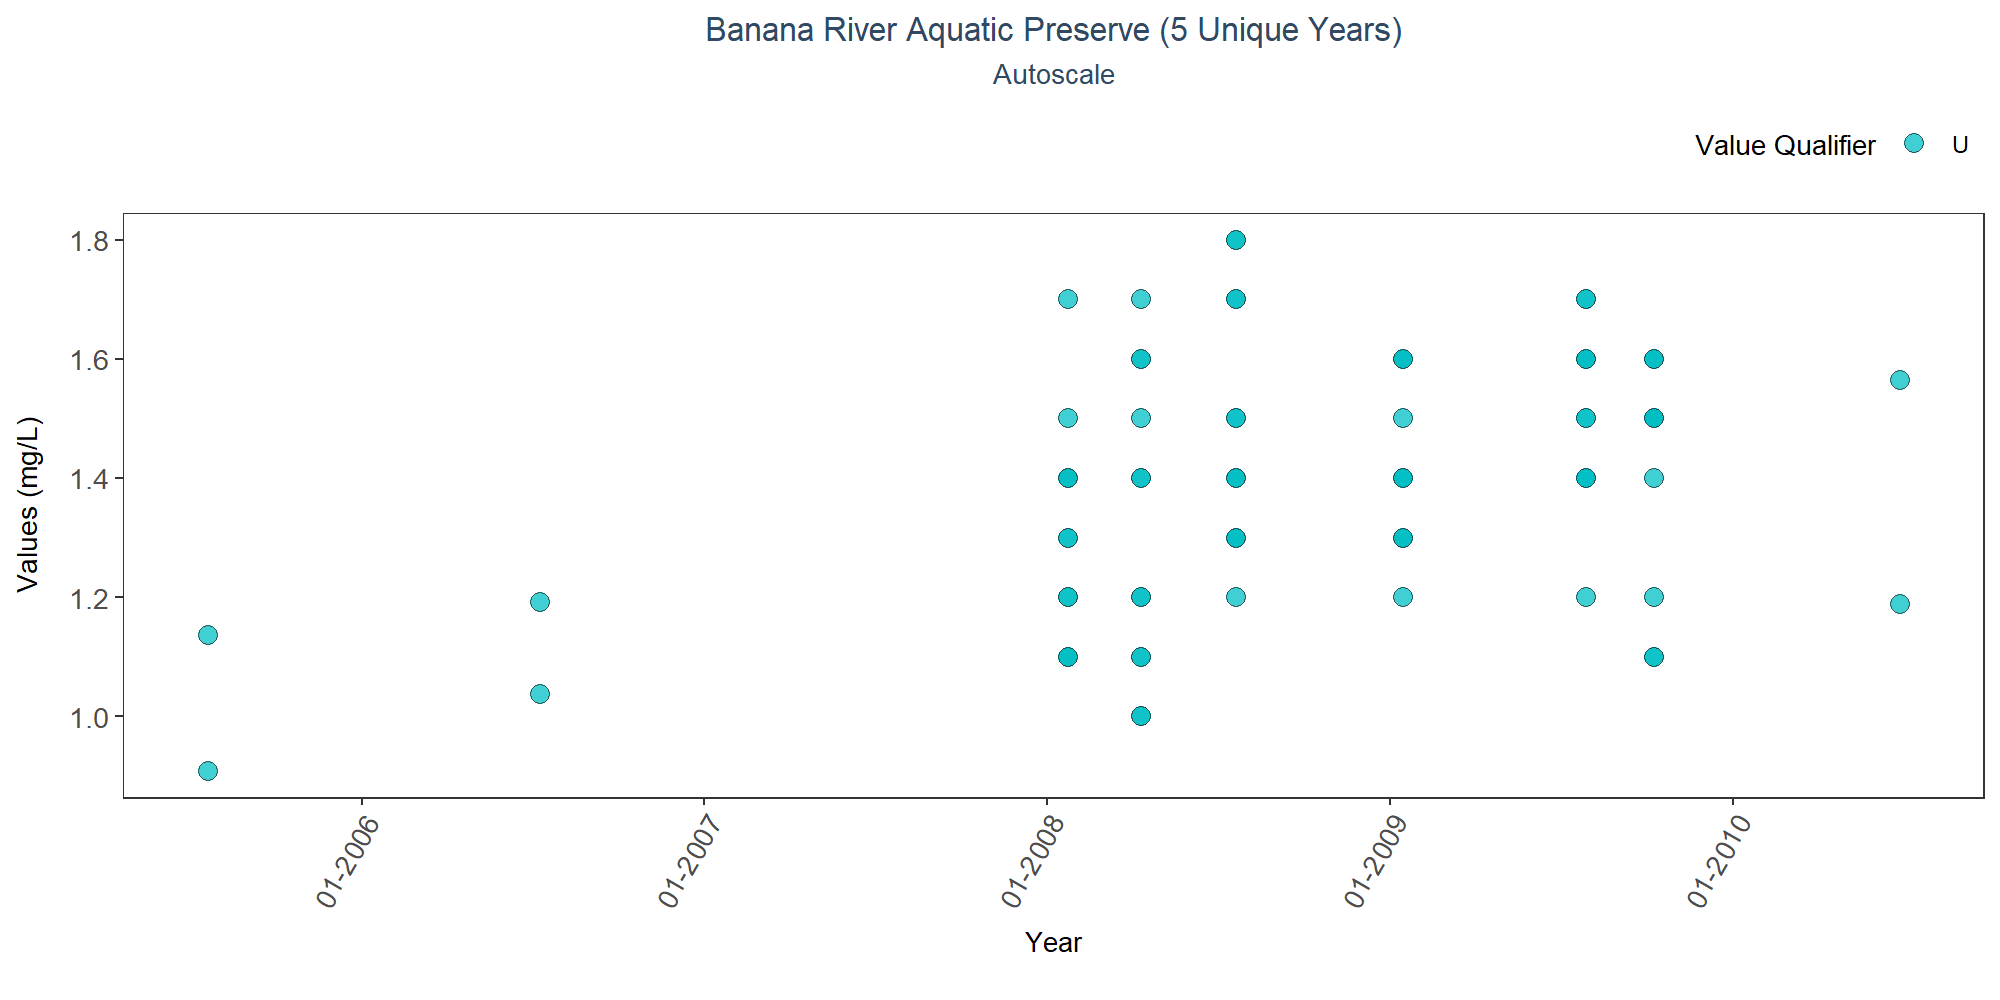 Banana River Aquatic Preserve (5 Unique Years)
Autoscale
Value Qualifier U
1.8
1.6
1.4
1.2
1.0
Values (mg/L)
01-2006
01-2007
01-2008
01-2009
01-2010
Year